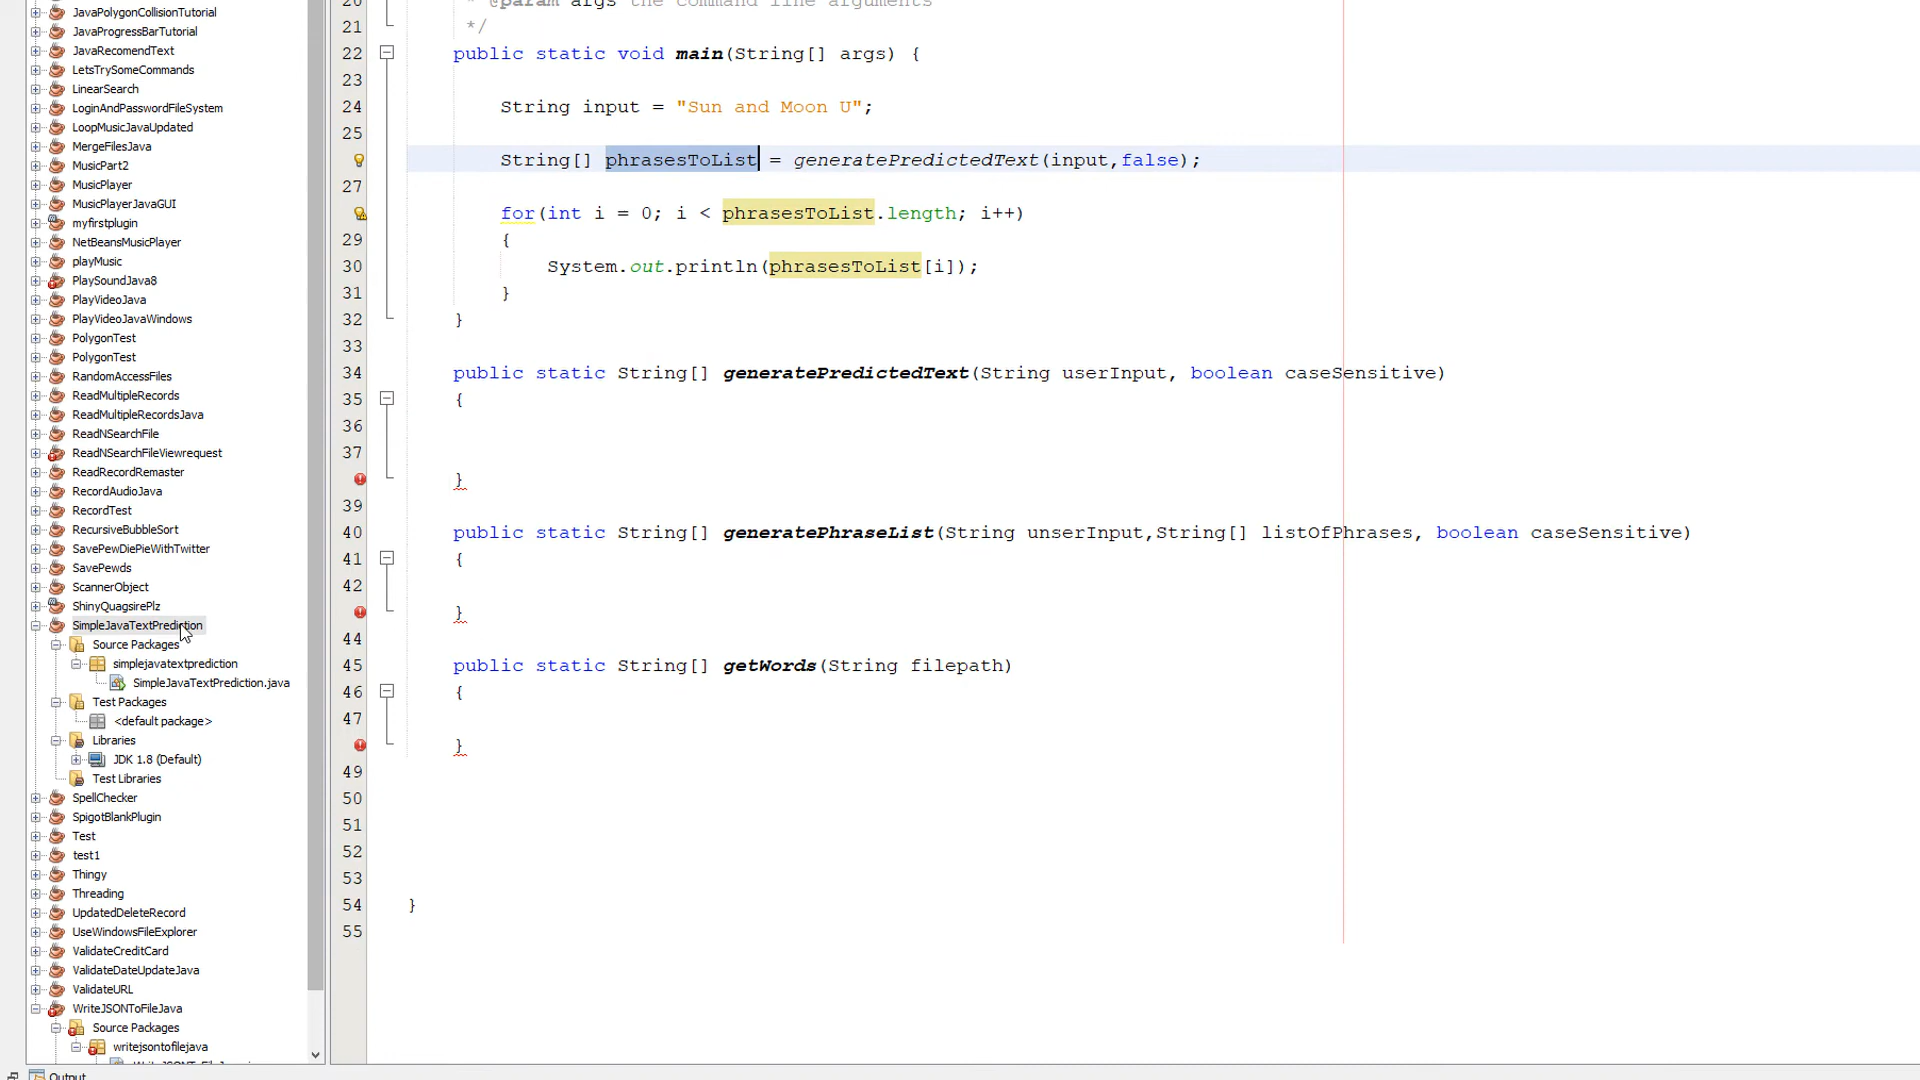 JavaPolygonCollisionTutorial
JavaProgressBarTutorial
JavaRecomendText
LetsTrySomeCommands
LinearSearch
LoginAndPasswordFileSystem
LoopMusicJavaUpdated
MergeFilesJava
MusicPart2
MusicPlayer
MusicPlayerJavaGUI
myfirstplugin
NetBeansMusicPlayer
playMusic
PlaySoundJava8
PlayVideoJava
PlayVideoJavaWindows
PolygonTest
PolygonTest
RandomAccessFiles
ReadMultipleRecords
ReadMultipleRecordsJava
ReadNSearchFile
ReadNSearchFileViewrequest
ReadRecordRemaster
RecordAudioJava
RecordTest
RecursiveBubbleSort
SavePewDiePieWithTwitter
SavePewds
ScannerObject
ShinyQuagsirePlz
SimpleJavaTextPrediction
Source Packages
simplejavatextprediction
SimpleJavaTextPrediction.java
Test Packages
<default package>
Libraries
JDK 1.8 (Default)
Test Libraries
SpellChecker
SpigotBlankPlugin
Test
test1
Thingy
Threading
UpdatedDeleteRecord
UseWindowsFileExplorer
ValidateCreditCard
ValidateDateUpdateJava
ValidateURL
WriteJSONToFileJava
Source Packages
writejsontofilejava
Output
20 * @param args the command line arguments
21 */
22 public static void main(String[] args) {
23
24 String input = "Sun and Moon U";
25
String[] phrasesToList = generatePredictedText(input,false);
27
for(int i = 0; i < phrasesToList.length; i++)
29 {
30 System.out.println(phrasesToList[i]);
31 }
32 }
33
34 public static String[] generatePredictedText(String userInput, boolean caseSensitive)
35 {
36
37
}
39
40 public static String[] generatePhraseList(String unserInput,String[] listOfPhrases, boolean caseSensitive)
41 {
42
}
44
45 public static String[] getWords(String filepath)
46 {
47
}
49
50
51
52
53
54 }
55